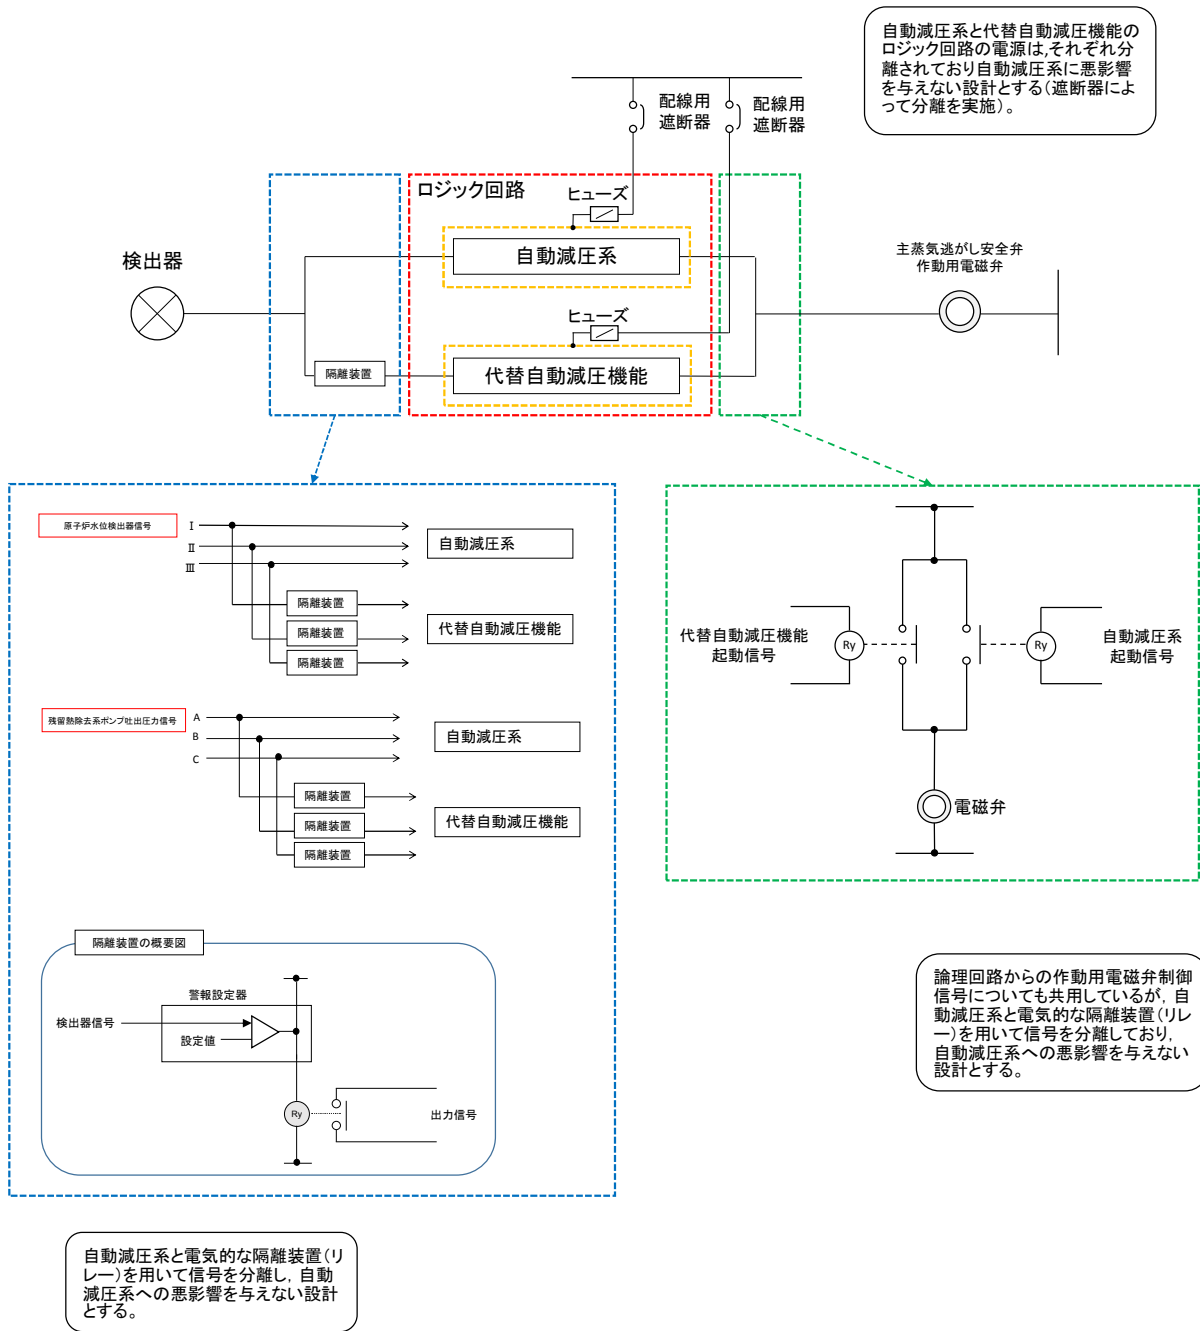 自動減圧系と代替自動減圧機能の
ロジック回路の電源は,それぞれ分
離されており自動減圧系に悪影響
を与えない設計とする(遮断器によ
って分離を実施)。
配線用
遮断器
配線用
遮断器
ロジック回路
ヒューズ
自動減圧系
検出器
主蒸気逃がし安全弁
作動用電磁弁
ヒューズ
隔離装置
代替自動減圧機能
原子炉水位検出器信号
Ⅰ
Ⅱ
Ⅲ
自動減圧系
隔離装置
隔離装置
隔離装置
代替自動減圧機能
残留熱除去系ポンプ吐出圧力信号
A
B
C
自動減圧系
隔離装置
隔離装置
隔離装置
代替自動減圧機能
隔離装置の概要図
警報設定器
検出器信号
設定値
Ry
出力信号
代替自動減圧機能
起動信号
Ry
Ry
自動減圧系
起動信号
電磁弁
論理回路からの作動用電磁弁制御
信号についても共用しているが, 自
動減圧系と電気的な隔離装置(リレ
ー)を用いて信号を分離しており,
自動減圧系への悪影響を与えない
設計とする。
自動減圧系と電気的な隔離装置(リ
レー)を用いて信号を分離し, 自動
減圧系への悪影響を与えない設計
とする。